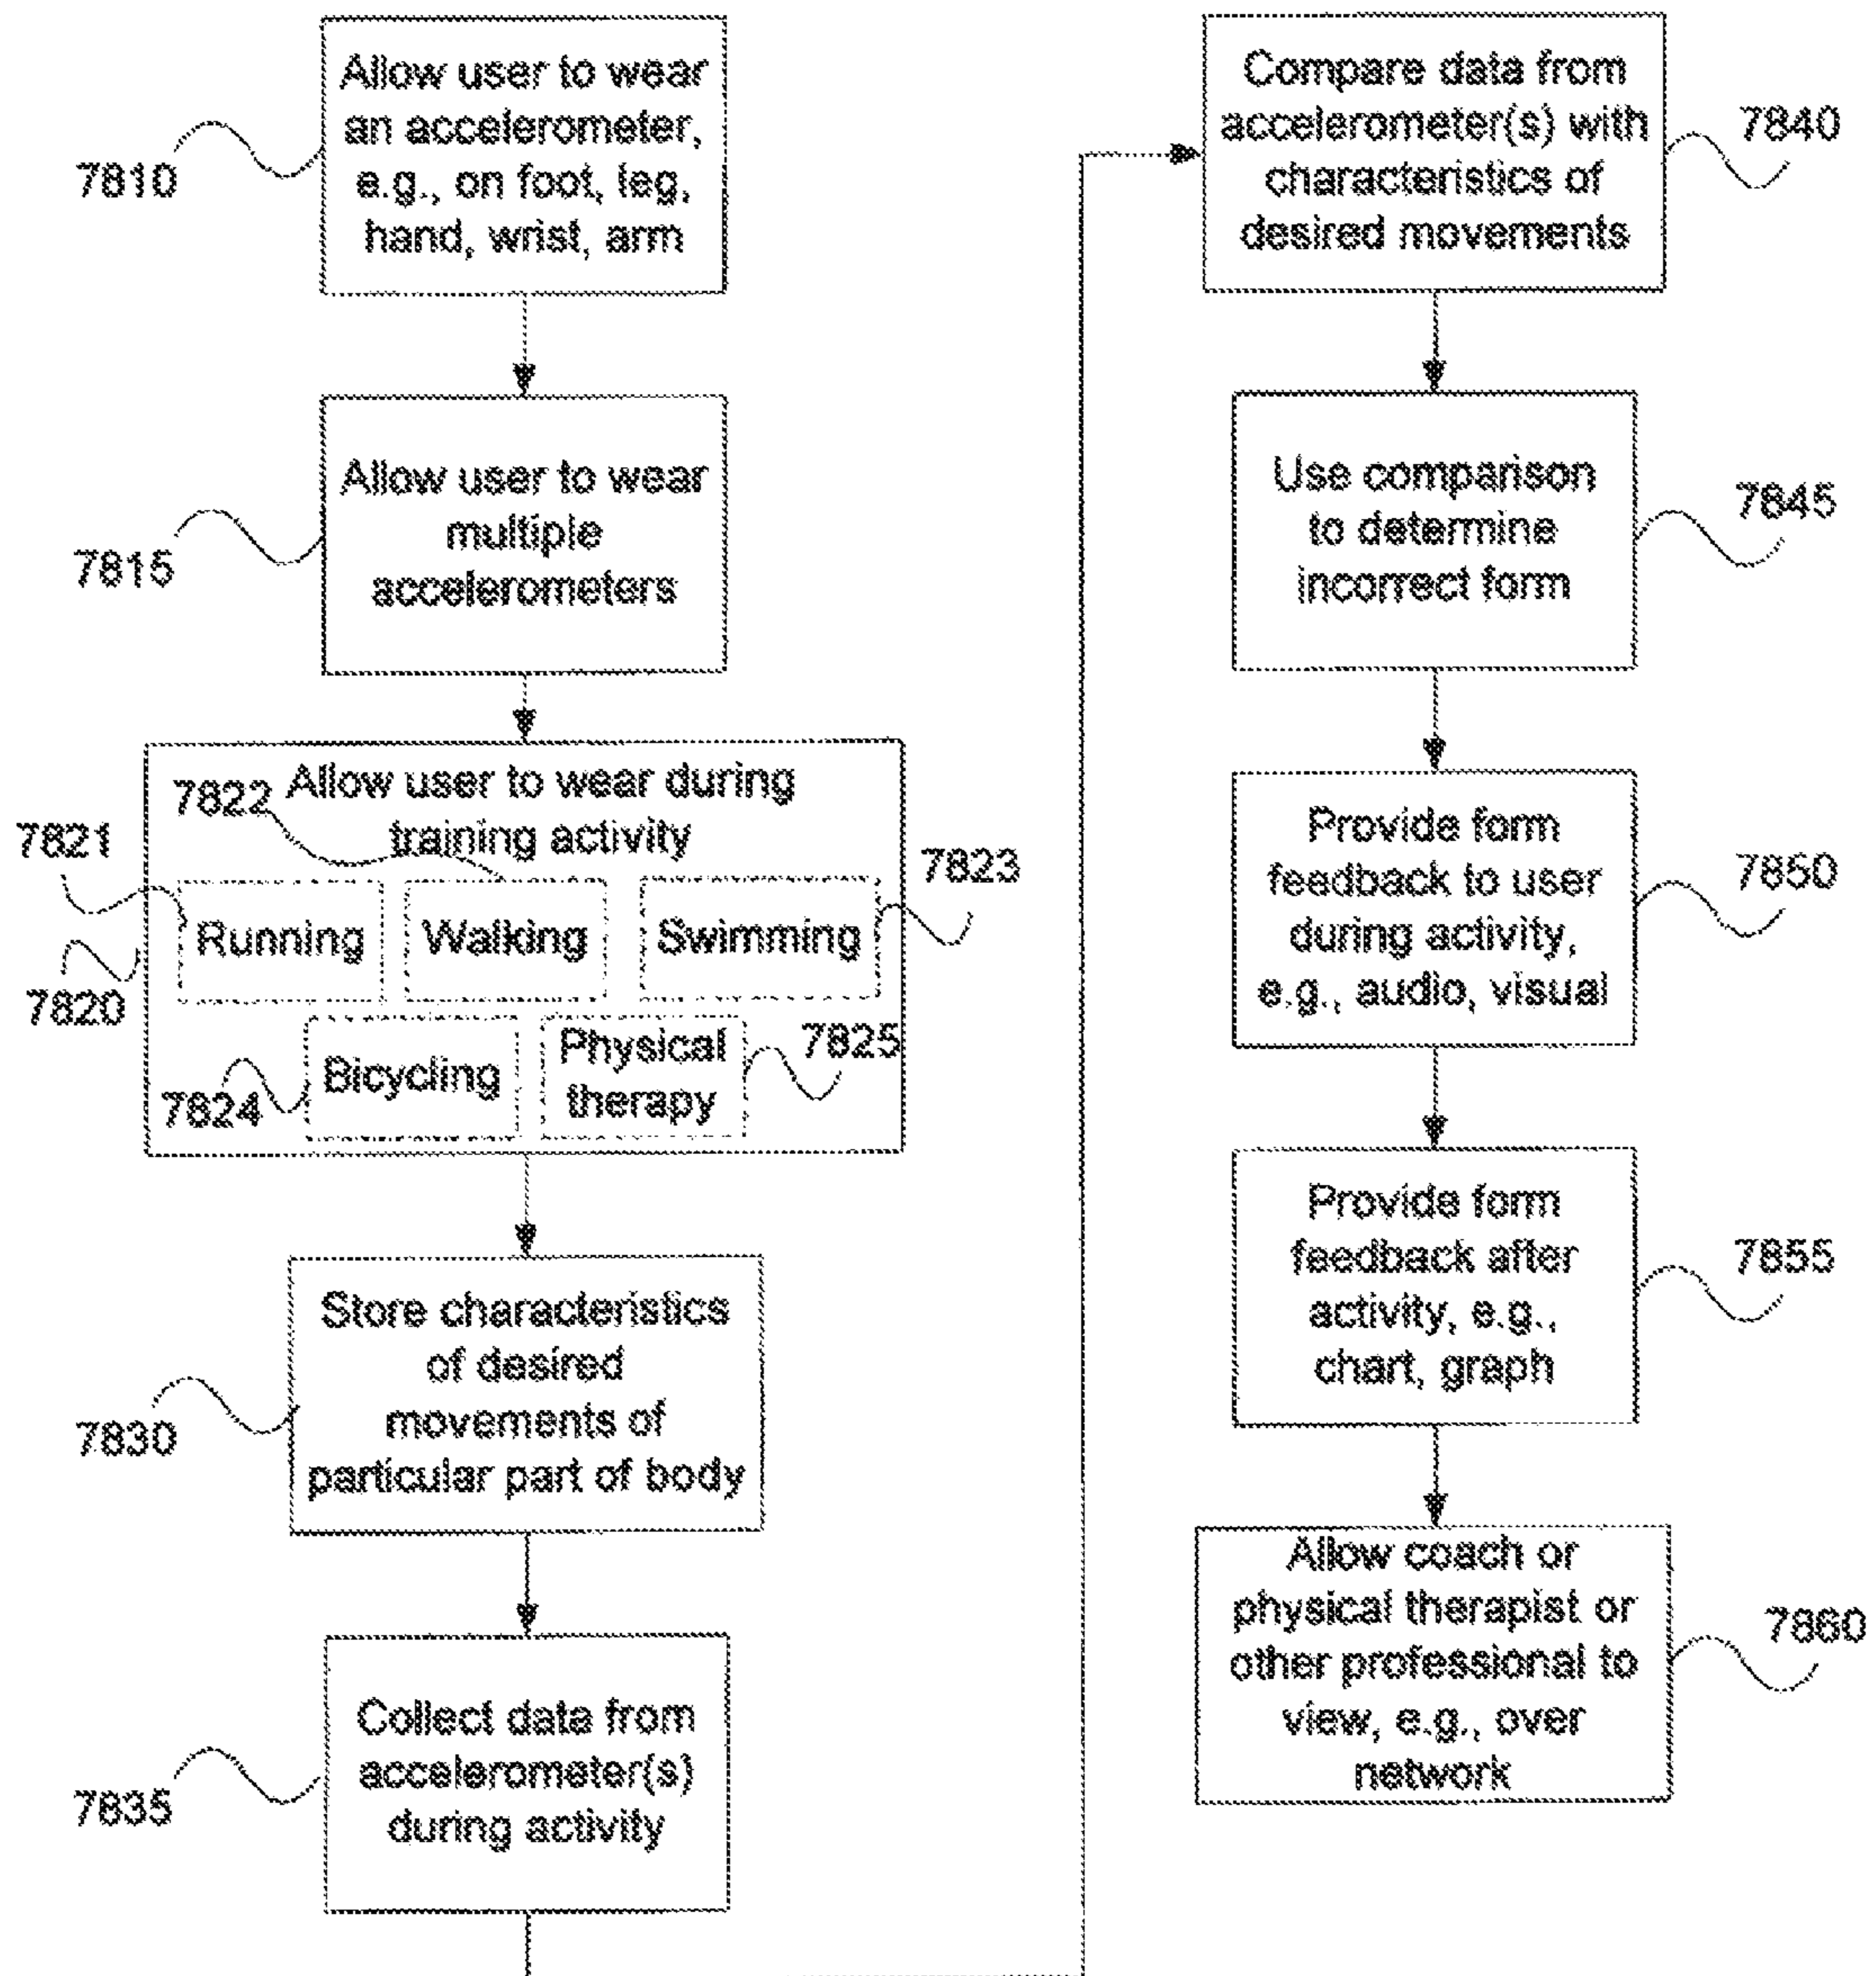 Allow user to wear
an accelerometer,
e.g., on foot, leg,
hand, wrist, arm
7810
Allow user to wear
multiple
accelerometers
7815
Allow user to wear during
training activity
7822
7821
7820
7823
Running
Walking
Swimming
Bicycling
Physical
therapy
7824
7825
Store characteristics
of desired
movements of
particular part of body
7830
Collect data from
accelerometer(s)
during activity
7835
Compare data from
accelerometer(s) with
characteristics of
desired movements
7840
Use comparison
to determine
incorrect form
7845
Provide form
feedback to user
during activity,
e.g., audio, visual
7850
Provide form
feedback after
activity, e.g.,
chart, graph
7855
Allow coach or
physical therapist or
other professional to
view, e.g., over
network
7860